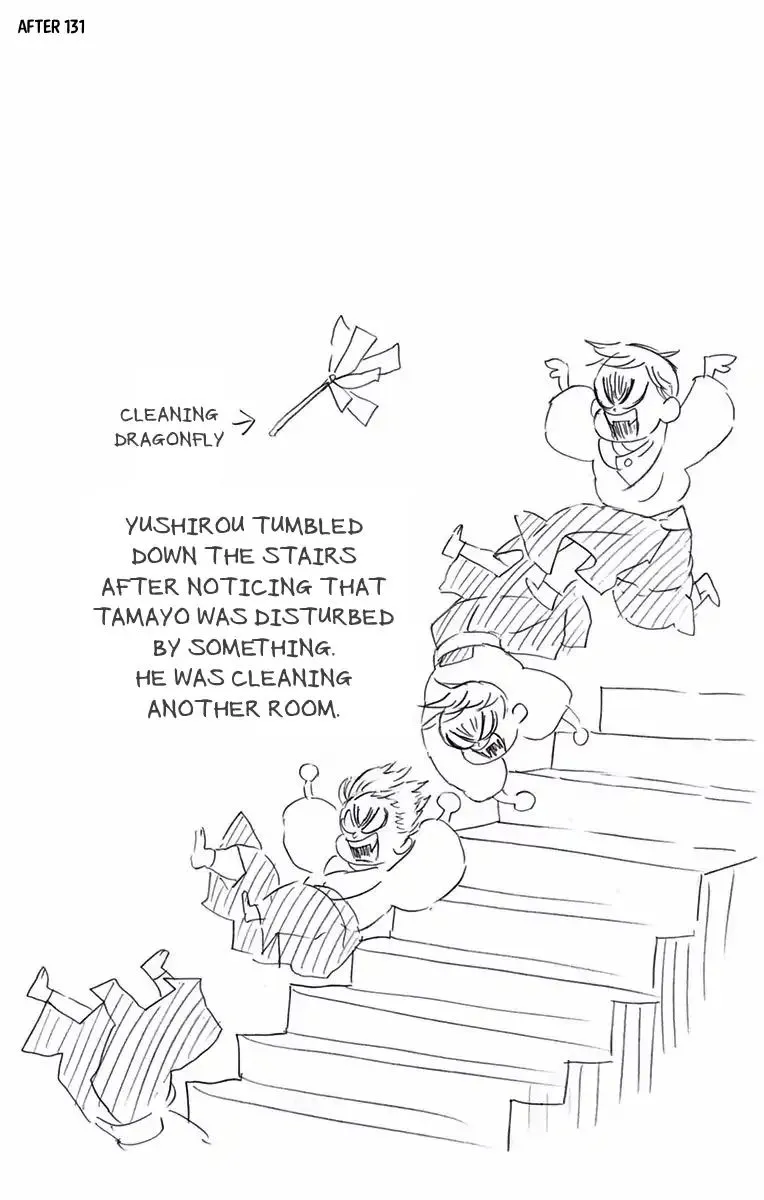 AFTER 131
CLEANING
DRAGONFLY
YUSHIROU TUMBLED
DOWN THE STAIRS
AFTER NOTICING THAT
TAMAYO WAS DISTURBED
BY SOMETHING.
HE WAS CLEANING
ANOTHER ROOM.